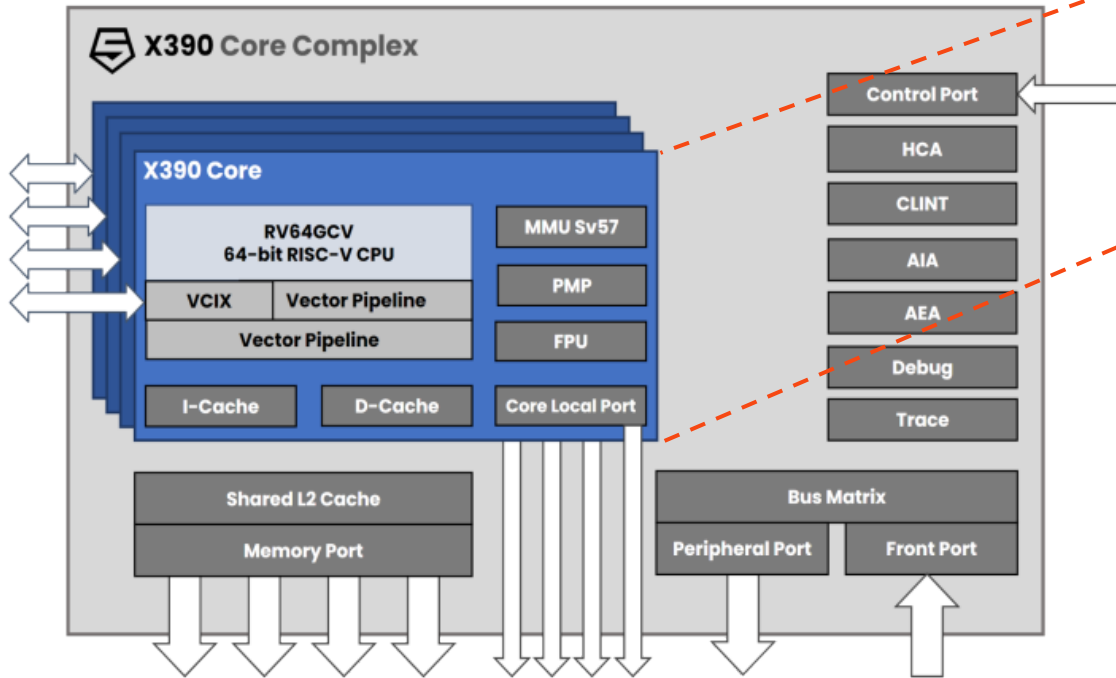 X390 Core Complex
X390 Core
RV64GCV
64-bit RISC-V CPU
VCIX
Vector Pipeline
Vector Pipeline
I-Cache
D-Cache
MMU Sv57
PMP
FPU
Core Local Port
Control Port
HCA
CLINT
AIA
AEA
Debug
Trace
Shared L2 Cache
Memory Port
Bus Matrix
Peripheral Port
Front Port